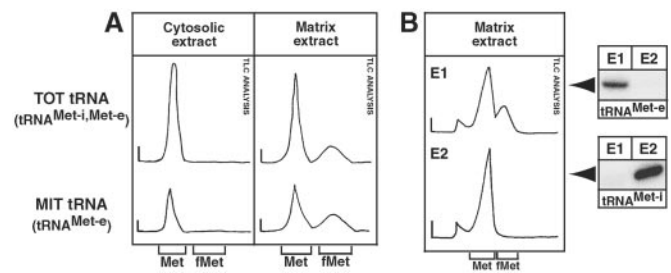 A
B
Cytosolic extract
Matrix extract
Matrix extract
TLC ANALYSIS
TLC ANALYSIS
TLC ANALYSIS
TOT tRNA
(tRNAMet-i,Met-e)
MIT tRNA
(tRNAMet-e)
Met
fMet
Met
fMet
E1
E2
Met
fMet
E1 E2
tRNAMet-e
E1 E2
tRNAMet-i